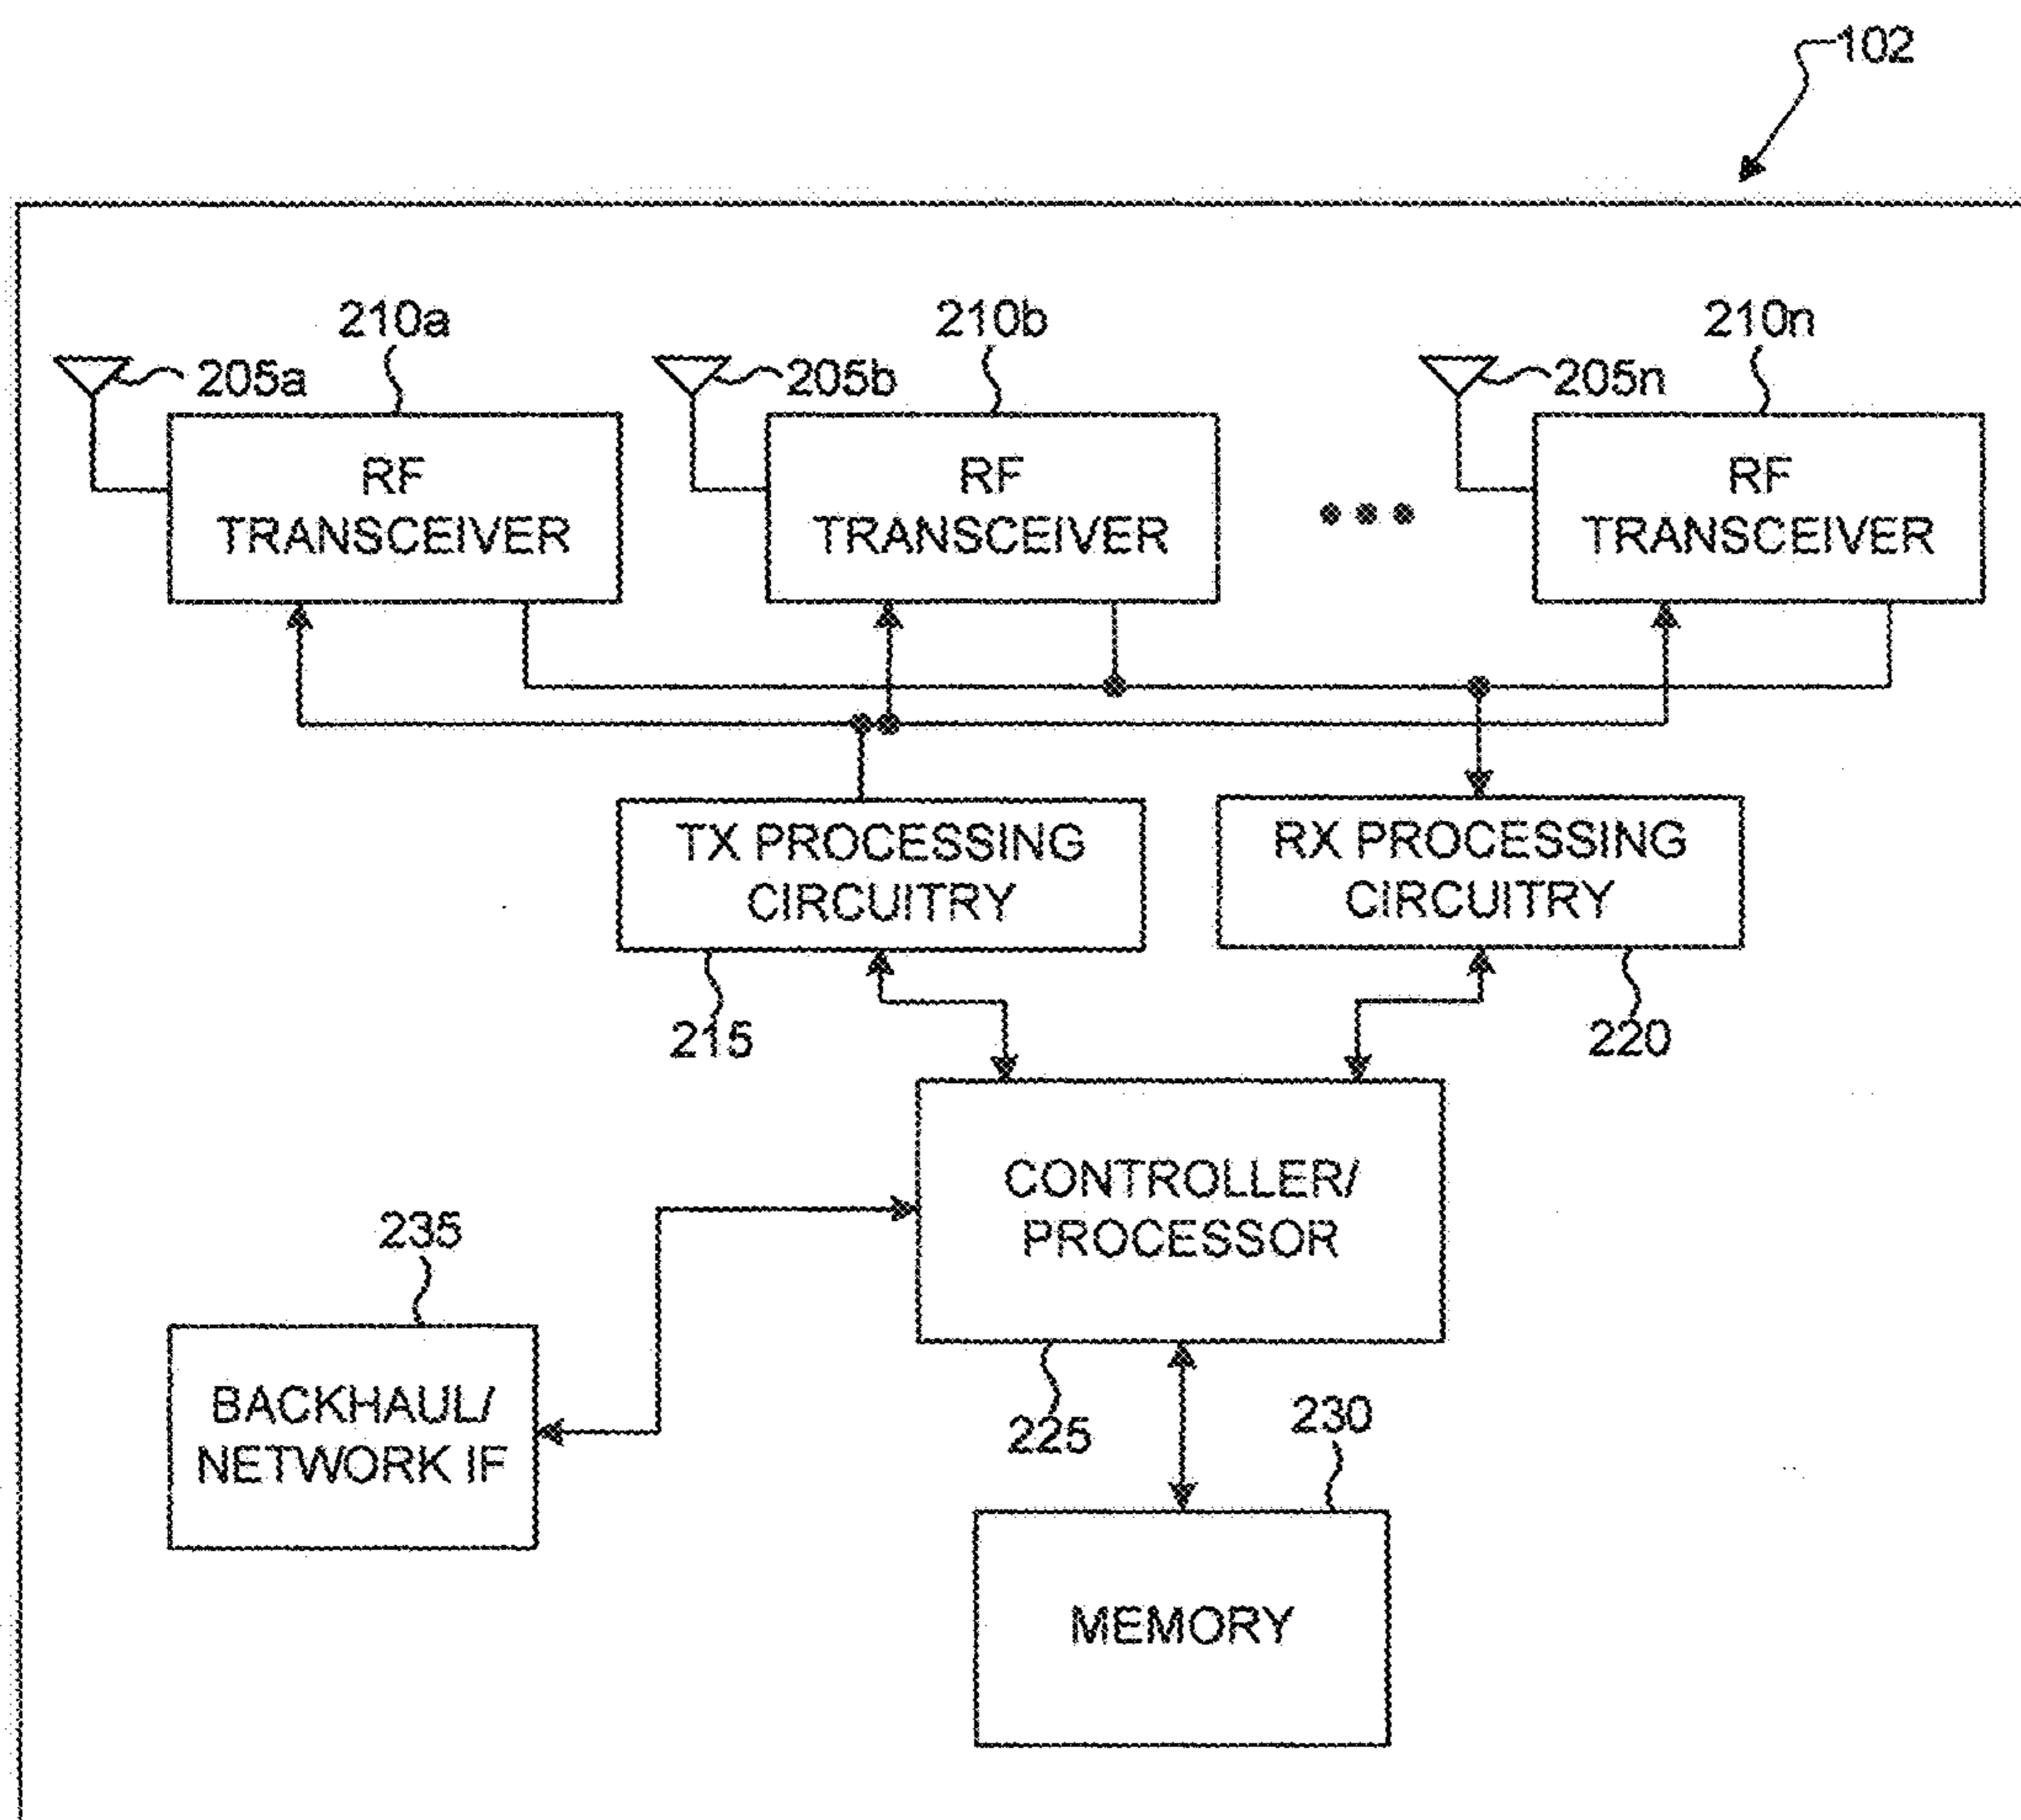 102
210a
210b
210n
205a
205b
205n
RF
TRANSCEIVER
RF
TRANSCEIVER
RF
TRANSCEIVER
TX PROCESSING
CIRCUITRY
RX PROCESSING
CIRCUITRY
215
220
CONTROLLER/
PROCESSOR
235
BACKHAUL/
NETWORK IF
225
230
MEMORY